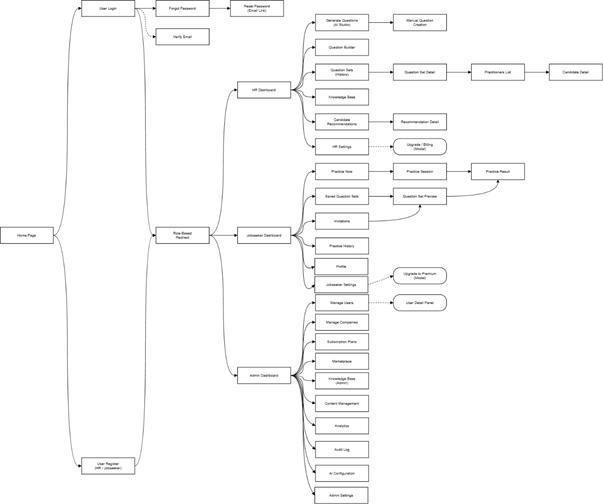 User Login
Forgot Password
Reset Password
(Email Link)
Verify Email
Generate Questions
(AI Studio)
Manual Question
Creation
Question Builder
Question Sets
(History)
Question Set Detail
Practitioners List
Candidate Detail
HR Dashboard
Knowledge Base
Candidate
Recommendations
Recommendation Detail
HR Settings
Upgrade / Billing
(Modal)
Practice Now
Practice Session
Practice Result
Saved Question Sets
Question Set Preview
Invitations
Home Page
Role-Based
Redirect
Jobseeker Dashboard
Practice History
Profile
Jobseeker Settings
Upgrade to Premium
(Modal)
Manage Users
User Detail Panel
Manage Companies
Subscription Plans
Marketplace
Admin Dashboard
Knowledge Base
(Admin)
Content Management
Analytics
Audit Log
User Register
(HR / Jobseeker)
AI Configuration
Admin Settings